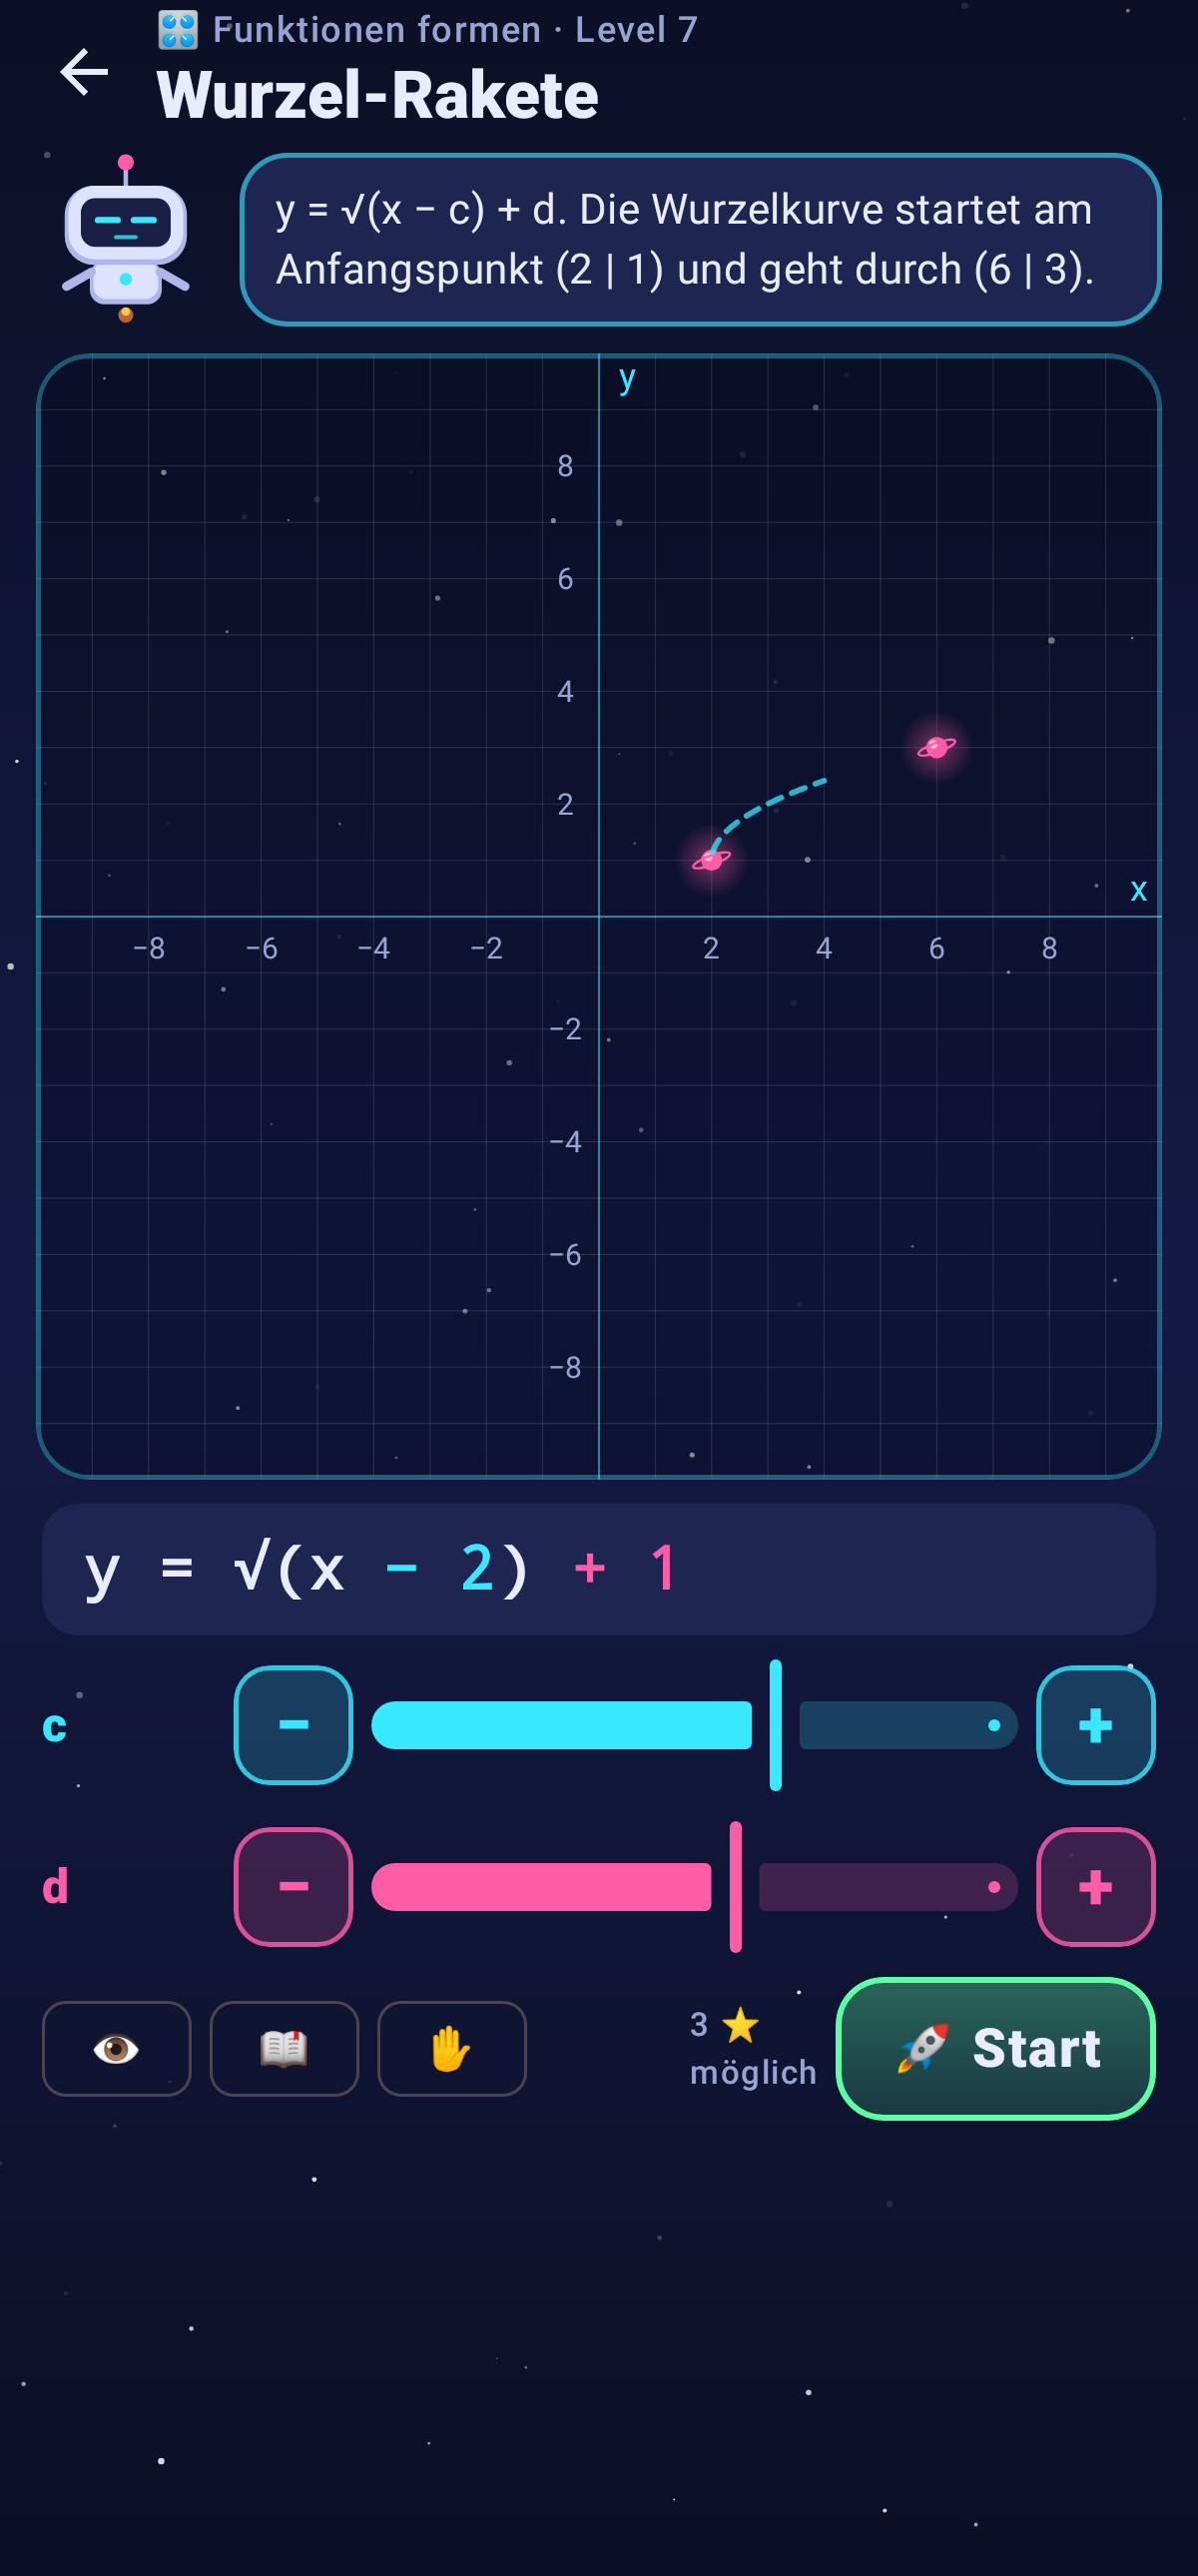 Funktionen formen · Level 7
Wurzel-Rakete
y = √(x − c) + d. Die Wurzelkurve startet am
Anfangspunkt (2 | 1) und geht durch (6 | 3).
y
8
6
4
2
x
−8 −6 −4 −2 2 4 6 8
−2
−4
−6
−8
y = √(x − 2) + 1
c − +
d − +
3 ⭐
möglich
🚀 Start